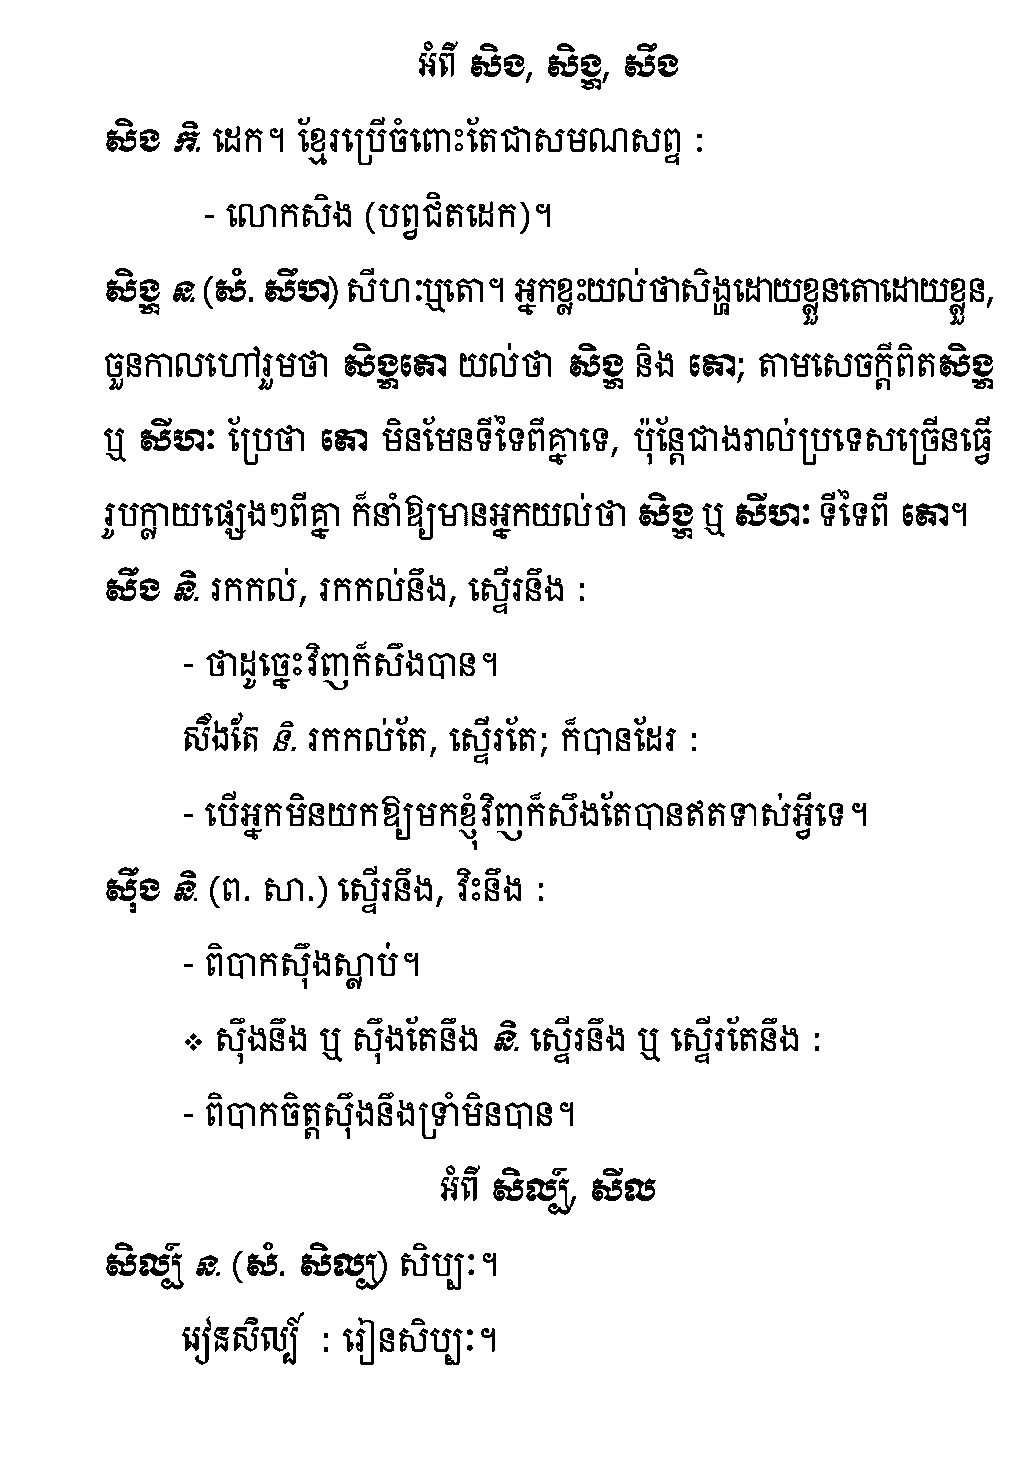 អំពី សិង, សិង្ហ, សឹង
សិង កិ. ដេក។ ខ្មែរប្រើចំពោះតែជាសមណសព្ទ :
- លោកសិង (បព្វជិតដេក)។
សិង្ហ ន. (សំ. សឹហ) សីហៈឬតោ។ អ្នកខ្លះយល់ថាសិង្ហដោយខ្លួនតោដោយខ្លួន,
ចួនកាលហៅរួមថា សិង្ហតោ យល់ថា សិង្ហ និង តោ; តាមសេចក្តីពិតសិង្ហ
ឬ សីហៈ ប្រែថា តោ មិនមែនទីទៃពីគ្នាទេ, ប៉ុន្តែជាងរាល់ប្រទេសច្រើនធ្វើ
រូបក្លាយផ្សេងៗពីគ្នា ក៏នាំឱ្យមានអ្នកយល់ថា សិង្ហ ឬ សីហៈ ទីទៃពី តោ។
សឹង និ. រកកល់, រកកល់នឹង, ស្ទើរនឹង :
- ថាដូច្នេះវិញក៏សឹងបាន។
សឹងតែ និ. រកកល់តែ, ស្ទើរតែ; ក៏បានដែរ :
- បើអ្នកមិនយកឱ្យមកខ្ញុំវិញក៏សឹងតែបានឥតទាស់អ្វីទេ។
ស៊ឹង និ. (ព. សា.) ស្ទើរនឹង, វិះនឹង :
- ពិបាកស៊ឹងស្លាប់។
❖ ស៊ឹងនឹង ឬ ស៊ឹងតែនឹង និ. ស្ទើរនឹង ឬ ស្ទើរតែនឹង :
- ពិបាកចិត្តស៊ឹងនឹងទ្រាំមិនបាន។
អំពី សិល្ប៍, សីល
សិល្ប៍ ន. (សំ. សិល្ប) សិប្បៈ។
រៀនសិល្ប៍ : រៀនសិប្បៈ។